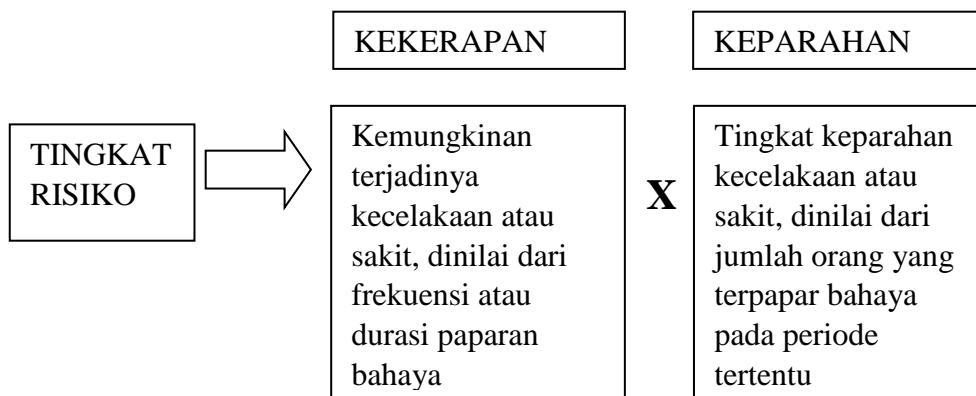 KEKERAPAN
KEPARAHAN
TINGKAT
RISIKO
Kemungkinan
terjadinya
kecelakaan atau
sakit, dinilai dari
frekuensi atau
durasi paparan
bahaya
X
Tingkat keparahan
kecelakaan atau
sakit, dinilai dari
jumlah orang yang
terpapar bahaya
pada periode
tertentu